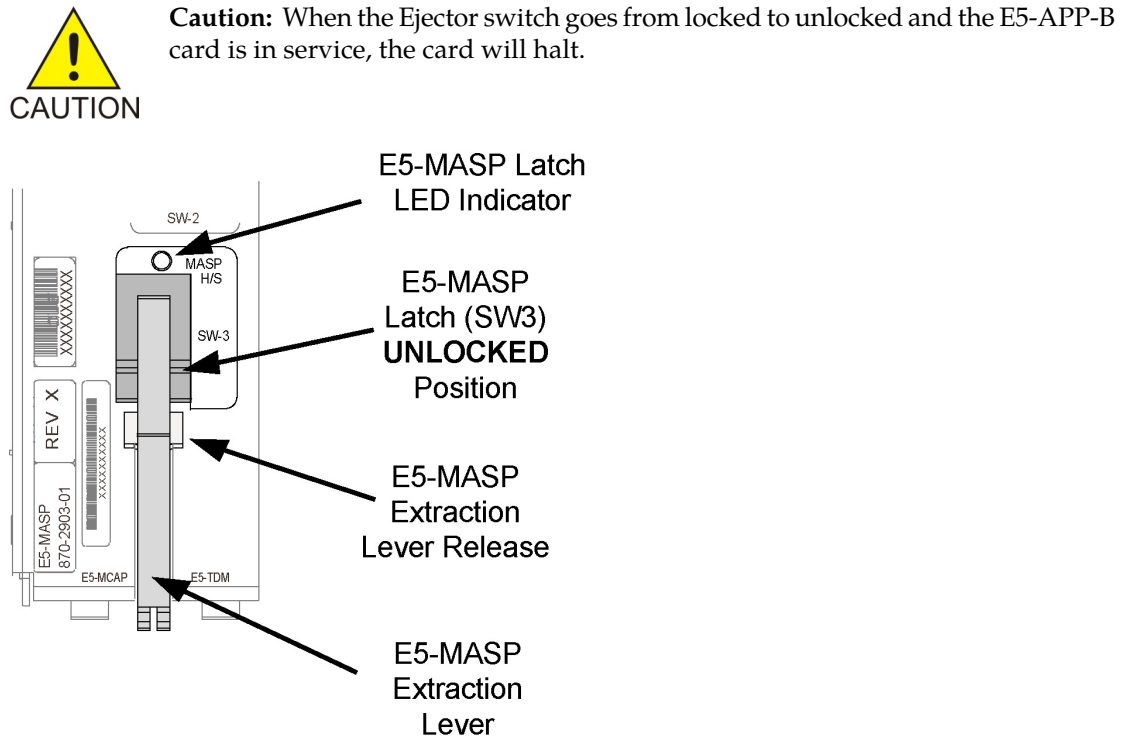 Caution: When the Ejector switch goes from locked to unlocked and the E5-APP-B
card is in service, the card will halt.
CAUTION
E5-MASP Latch
LED Indicator
SW-2
MASP
H/S
E5-MASP
Latch (SW3)
UNLOCKED
Position
SW-3
XXXXXXXXXX
REV X
XXXXXXXXXX
E5-MASP
870-2903-01
E5-MASP
Extraction
Lever Release
E5-MCAP
E5-TDM
E5-MASP
Extraction
Lever